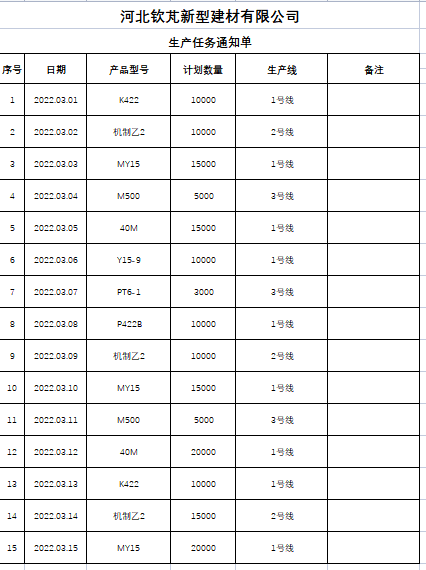 河北钦芃新型建材有限公司
生产任务通知单
序号 日期 产品型号 计划数量 生产线 备注
1 2022.03.01 K422 10000 1号线
2 2022.03.02 机制乙2 10000 2号线
3 2022.03.03 MY15 15000 1号线
4 2022.03.04 M500 5000 3号线
5 2022.03.05 40M 15000 1号线
6 2022.03.06 Y15-9 10000 1号线
7 2022.03.07 PT6-1 3000 3号线
8 2022.03.08 P422B 10000 1号线
9 2022.03.09 机制乙2 10000 2号线
10 2022.03.10 MY15 15000 1号线
11 2022.03.11 M500 5000 3号线
12 2022.03.12 40M 20000 1号线
13 2022.03.13 K422 10000 1号线
14 2022.03.14 机制乙2 15000 2号线
15 2022.03.15 MY15 20000 1号线